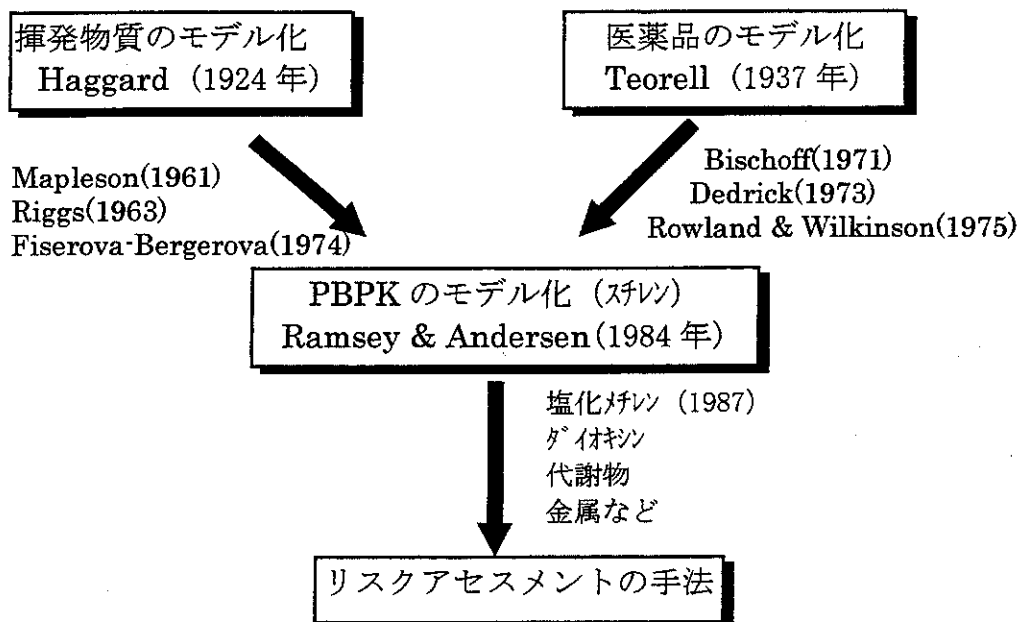 揮発物質のモデル化
Haggard (1924 年)
医薬品のモデル化
Teorell (1937 年)
Mapleson(1961)
Riggs(1963)
Fiserova-Bergerova(1974)
Bischoff(1971)
Dedrick(1973)
Rowland & Wilkinson(1975)
PBPK のモデル化 (ｽﾁﾚﾝ)
Ramsey & Andersen(1984 年)
塩化ﾒﾁﾚﾝ (1987)
ﾀﾞｲｵｷｼﾝ
代謝物
金属など
リスクアセスメントの手法